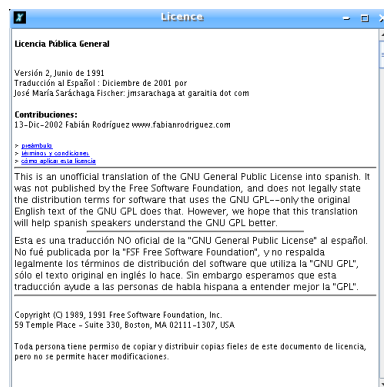 Licence
Licencia Pública General
Versión 2, Junio de 1991
Traducción al Español : Diciembre de 2001 por
José María Saráchaga Fischer: jmsarachaga at garaitia dot com
Contribuciones:
13-Dic-2002 Fabián Rodríguez www.fabianrodriguez.com
> preámbulo
> términos y condiciones
> cómo aplicar esta licencia
This is an unofficial translation of the GNU General Public License into spanish. It
was not published by the Free Software Foundation, and does not legally state
the distribution terms for software that uses the GNU GPL--only the original
English text of the GNU GPL does that. However, we hope that this translation
will help spanish speakers understand the GNU GPL better.
Esta es una traducción NO oficial de la "GNU General Public License" al español.
No fué publicada por la "FSF Free Software Foundation", y no respalda
legalmente los términos de distribución del software que utiliza la "GNU GPL",
sólo el texto original en inglés lo hace. Sin embargo esperamos que esta
traducción ayude a las personas de habla hispana a entender mejor la "GPL".
Copyright (C) 1989, 1991 Free Software Foundation, Inc.
59 Temple Place - Suite 330, Boston, MA 02111-1307, USA
Toda persona tiene permiso de copiar y distribuir copias fieles de este documento de licencia,
pero no se permite hacer modificaciones.